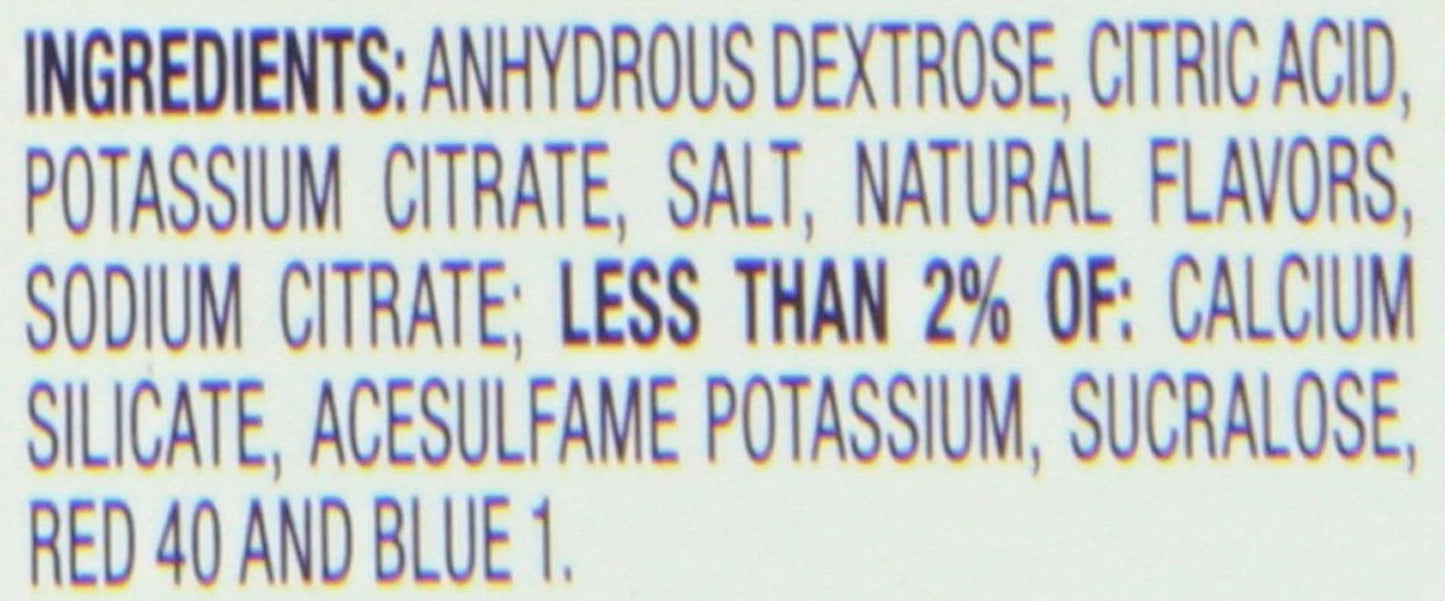 INGREDIENTS: ANHYDROUS DEXTROSE, CITRIC ACID,
POTASSIUM CITRATE, SALT, NATURAL FLAVORS,
SODIUM CITRATE; LESS THAN 2% OF: CALCIUM
SILICATE, ACESULFAME POTASSIUM, SUCRALOSE,
RED 40 AND BLUE 1.